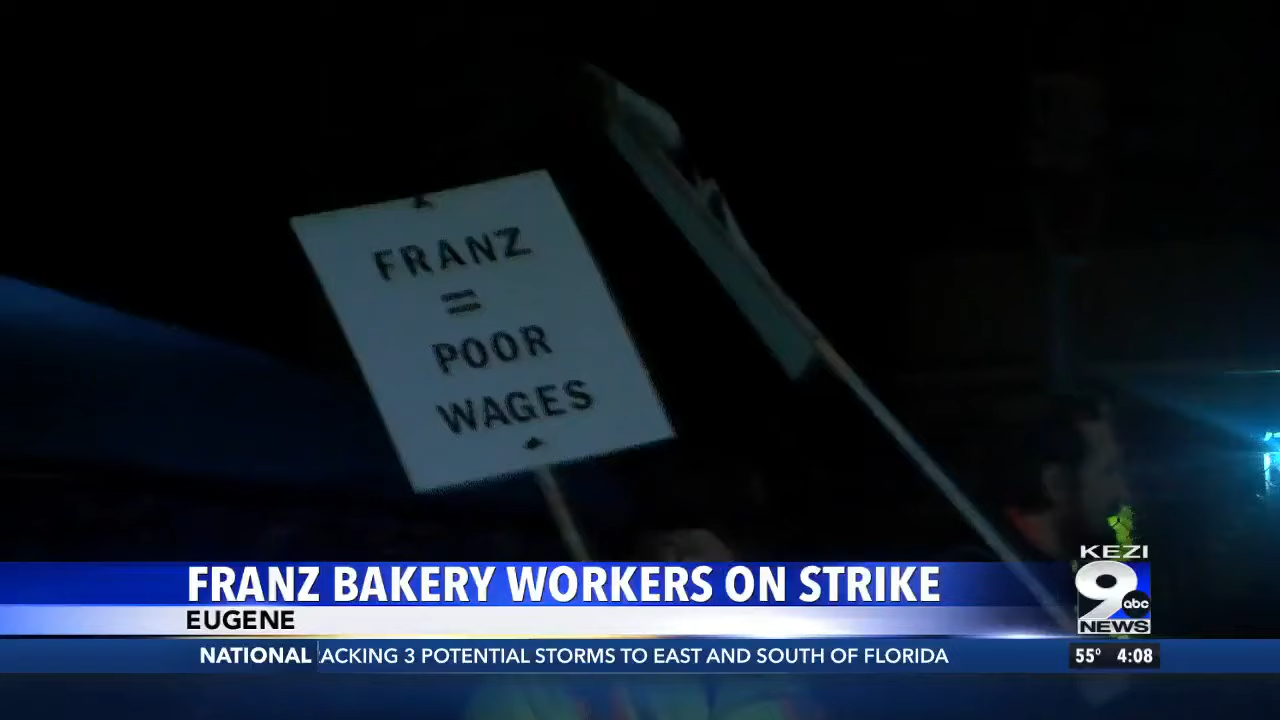 FRANZ
=
POOR
WAGES
FRANZ BAKERY WORKERS ON STRIKE
EUGENE
KEZI
9
abc
NEWS
NATIONAL ACKING 3 POTENTIAL STORMS TO EAST AND SOUTH OF FLORIDA
55° 4:08